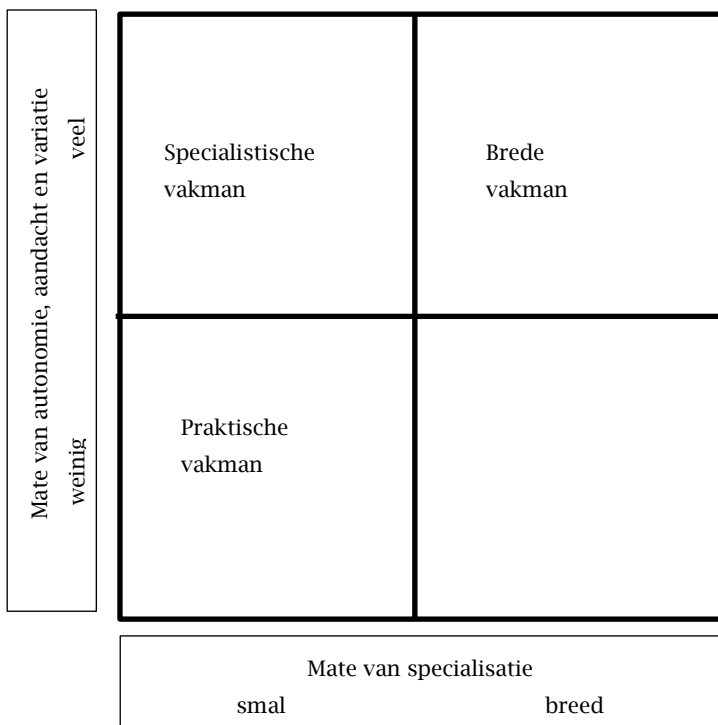 Mate van autonomie, aandacht en variatie
weinig veel
Specialistische
vakman
Brede
vakman
Praktische
vakman
Mate van specialisatie
smal breed